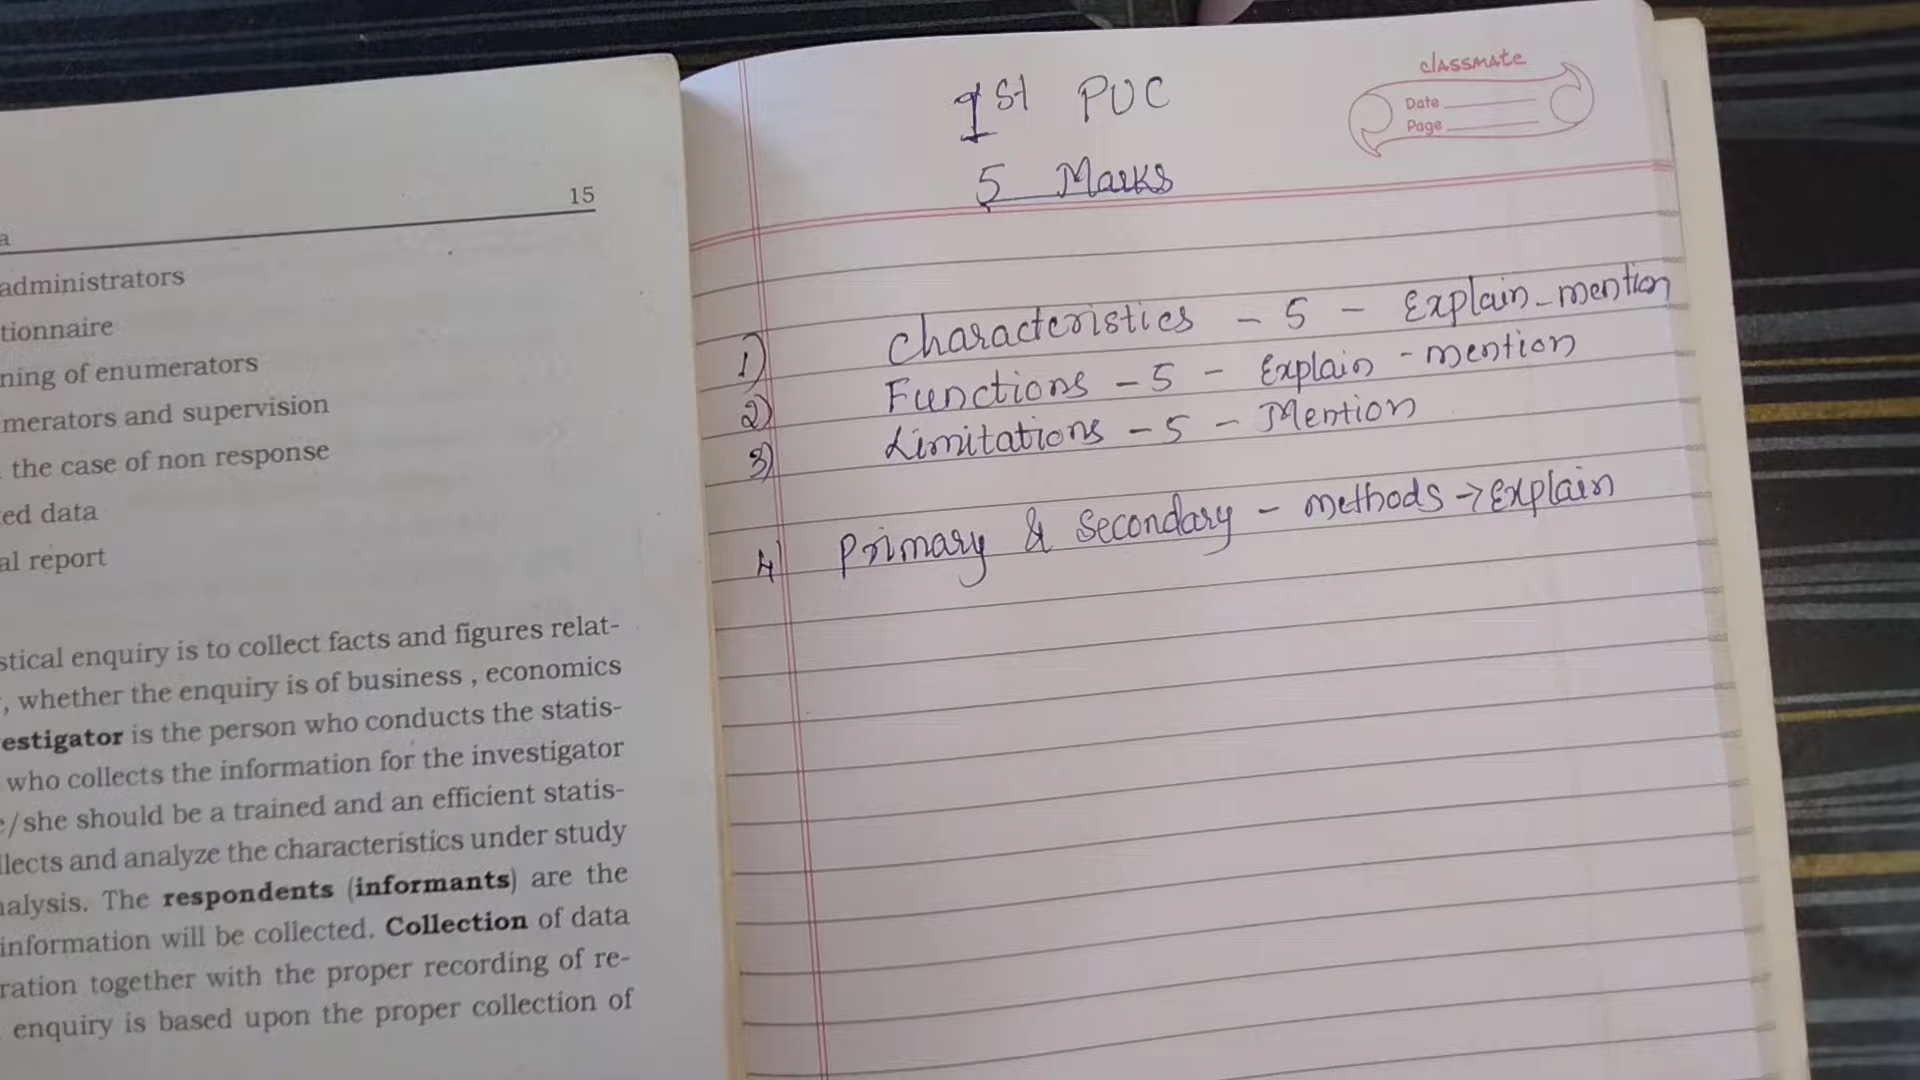 15
a
administrators
tionnaire
ning of enumerators
merators and supervision
the case of non response
ed data
al report
stical enquiry is to collect facts and figures relat-
, whether the enquiry is of business , economics
estigator is the person who conducts the statis-
who collects the information for the investigator
e/she should be a trained and an efficient statis-
llects and analyze the characteristics under study
nalysis. The respondents (informants) are the
information will be collected. Collection of data
ration together with the proper recording of re-
enquiry is based upon the proper collection of
classmate
Date
Page
1st PUC
5 Marks
1) Characteristics - 5 - Explain - mention
2) Functions - 5 - Explain - mention
3) Limitations - 5 - Mention
4) Primary & Secondary - methods → Explain